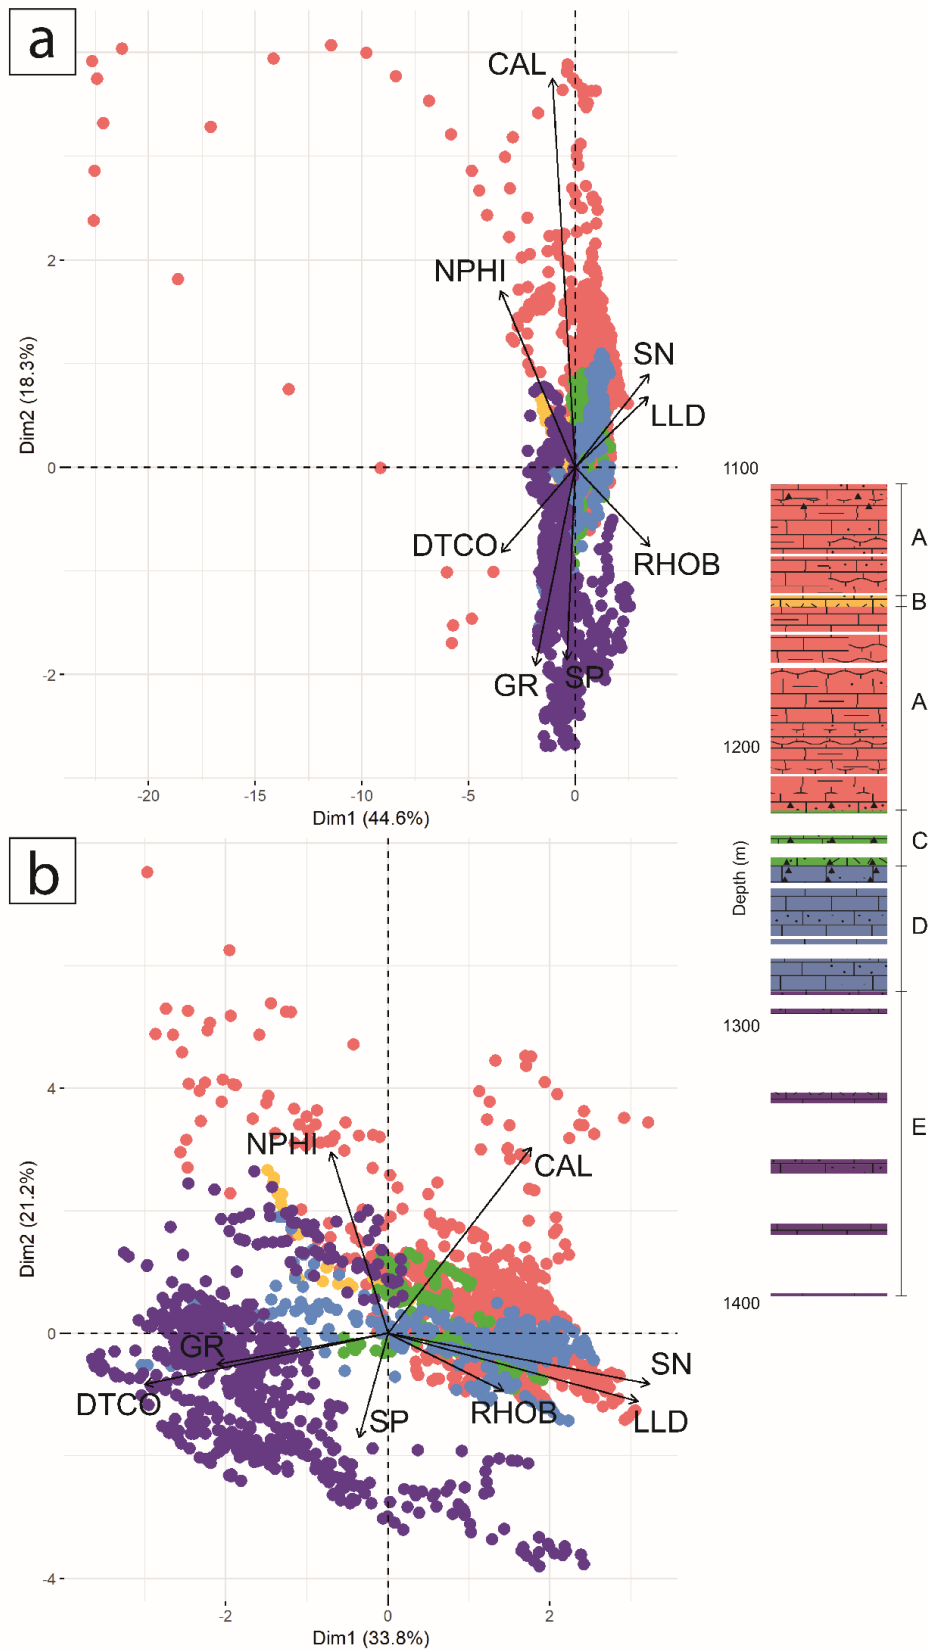 a
CAL
NPHI
SN
LLD
DTCO
RHOB
GR
SP
2
0
-2
-20
-15
-10
-5
0
Dim2 (18.3%)
Dim1 (44.6%)
b
NPHI
CAL
GR
DTCO
SP
RHOB
SN
LLD
4
0
-4
-2
0
2
Dim2 (21.2%)
Dim1 (33.8%)
1100
1200
1300
1400
Depth (m)
A
B
A
C
D
E